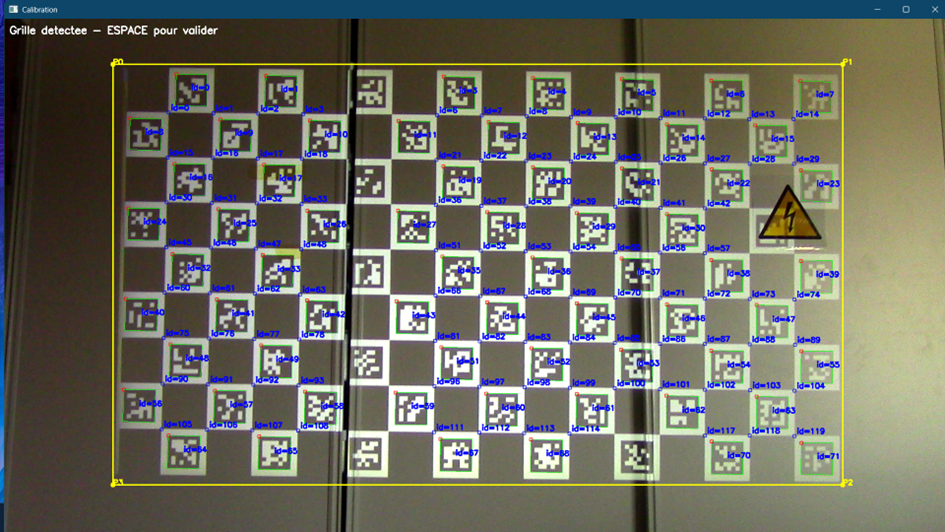 Calibration
Grille detectee – ESPACE pour valider
P0 P1
id=0 id=1 id=3 id=4 id=5 id=6 id=7
id=0 id=1 id=2 id=3 id=6 id=7 id=8 id=9 id=10 id=11 id=12 id=13 id=14
id=8 id=9 id=10 id=11 id=12 id=13 id=14 id=15
id=15 id=16 id=17 id=18 id=21 id=22 id=23 id=24 id=25 id=26 id=27 id=28 id=29
id=16 id=17 id=19 id=20 id=21 id=22 id=23
id=30 id=31 id=32 id=33 id=36 id=37 id=38 id=39 id=40 id=41 id=42
id=24 id=25 id=26 id=27 id=28 id=29 id=30
id=45 id=46 id=47 id=48 id=51 id=52 id=53 id=54 id=55 id=56 id=57
id=32 id=33 id=35 id=36 id=37 id=38 id=39
id=60 id=61 id=62 id=63 id=66 id=67 id=68 id=69 id=70 id=71 id=72 id=73 id=74
id=40 id=41 id=42 id=43 id=44 id=45 id=46 id=47
id=75 id=76 id=77 id=78 id=81 id=82 id=83 id=84 id=86 id=87 id=88 id=89
id=48 id=49 id=51 id=52 id=53 id=54 id=55
id=90 id=91 id=92 id=93 id=96 id=97 id=98 id=99 id=100 id=101 id=102 id=103 id=104
id=56 id=57 id=58 id=59 id=60 id=61 id=62 id=63
id=105 id=106 id=107 id=108 id=111 id=112 id=113 id=114 id=117 id=118 id=119
id=64 id=65 id=67 id=68 id=70 id=71
P3 P2